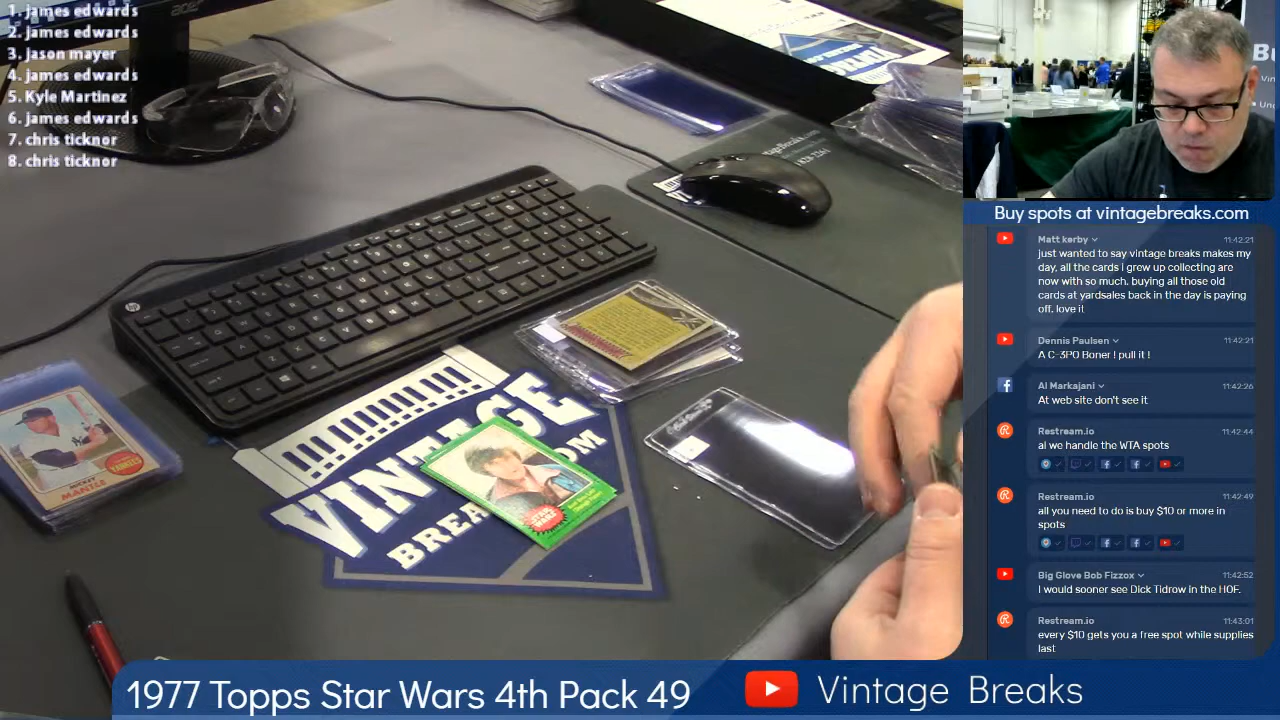 1. james edwards
2. james edwards
3. jason mayer
4. james edwards
5. Kyle Martinez
6. james edwards
7. chris ticknor
8. chris ticknor
acer
hp
MICKEY
MANTLE
YANKEES
VINTAGE
BREA
OM
STAR
WARS
Buy spots at vintagebreaks.com
Matt kerby
11:42:21
just wanted to say vintage breaks makes my
day, all the cards i grew up collecting are
now with so much. buying all those old
cards at yardsales back in the day is paying
off. love it
Dennis Paulsen
11:42:21
A C-3PO Boner ! pull it !
Al Markajani
11:42:26
At web site don't see it
Restream.io
11:42:44
al we handle the WTA spots
Restream.io
11:42:49
all you need to do is buy $10 or more in
spots
Big Glove Bob Fizzox
11:42:52
I would sooner see Dick Tidrow in the HOF.
Restream.io
11:43:01
every $10 gets you a free spot while supplies
last
1977 Topps Star Wars 4th Pack 49
Vintage Breaks